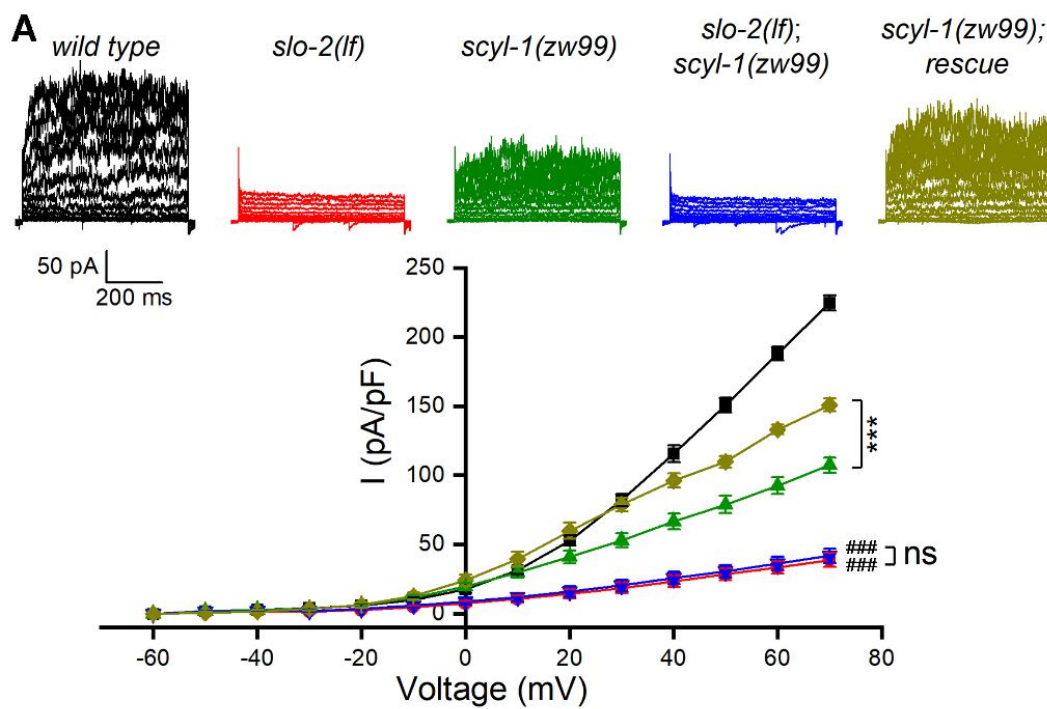 A
wild type
slo-2(lf)
scyl-1(zw99)
slo-2(lf);
scyl-1(zw99)
scyl-1(zw99);
rescue
50 pA
200 ms
250
200
150
100
50
0
I (pA/pF)
***
###
###
ns
-60 -40 -20 0 20 40 60 80
Voltage (mV)